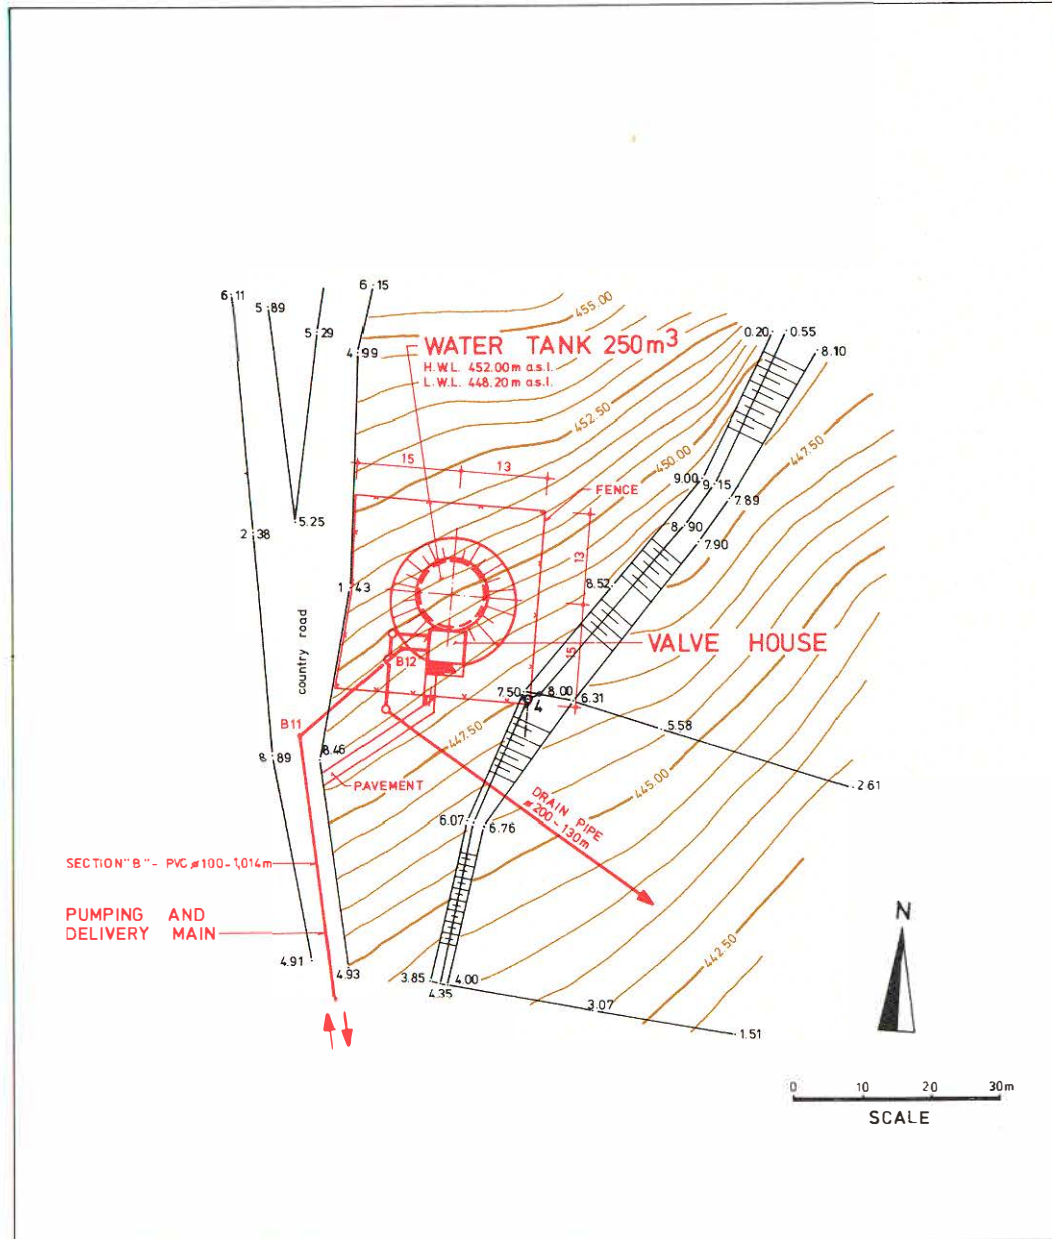 6.11
6.15
5.89
455.00
5.29
0.20
0.55
4.99
8.10
WATER TANK 250m³
H.W.L. 452.00m a.s.l.
L.W.L. 448.20m a.s.l.
452.50
447.50
15
13
450.00
9.00
9.15
FENCE
7.89
5.25
8.90
2.38
7.90
13
8.52
1.43
country road
VALVE HOUSE
B12
15
7.50
8.00
6.31
4
5.58
B11
447.50
8.46
8.89
445.00
2.61
PAVEMENT
DRAIN PIPE
ø200-130m
6.07
6.76
SECTION "B" - PVC ø100-1,014m
PUMPING AND
DELIVERY MAIN
N
442.50
4.91
4.93
3.85
4.00
4.35
3.07
1.51
0 10 20 30m
SCALE